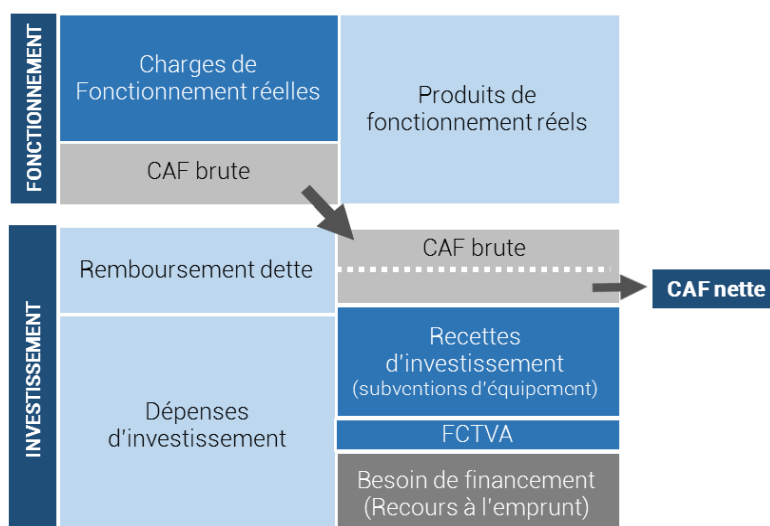 FONCTIONNEMENT
Charges de
Fonctionnement réelles
CAF brute
Produits de
fonctionnement réels
INVESTISSEMENT
Remboursement dette
CAF brute
CAF nette
Dépenses
d'investissement
Recettes
d'investissement
(subventions d'équipement)
FCTVA
Besoin de financement
(Recours à l'emprunt)